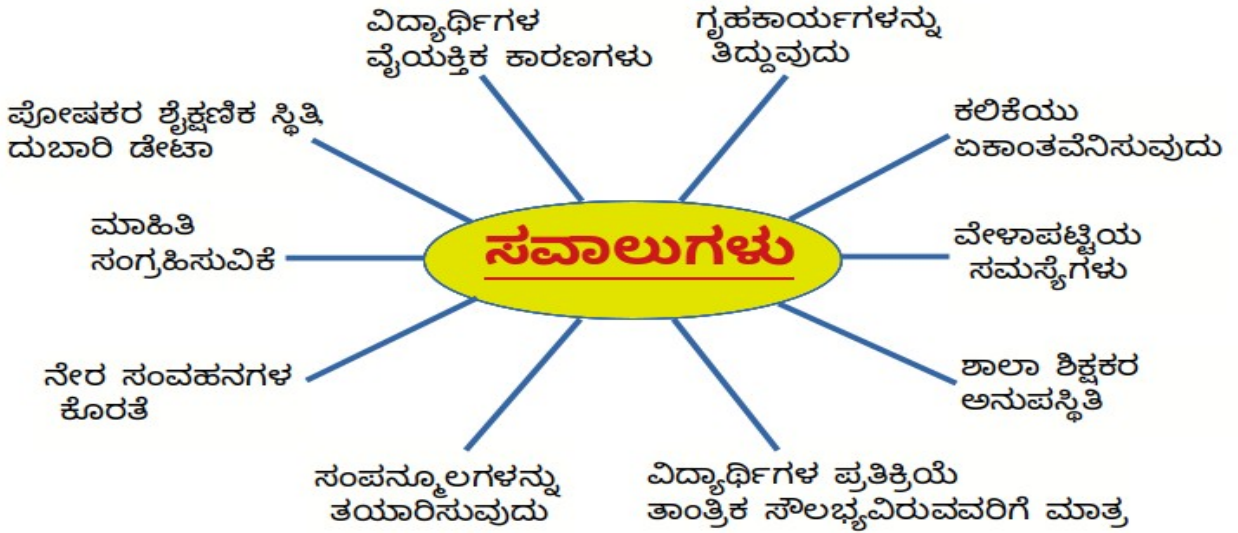 ವಿದ್ಯಾರ್ಥಿಗಳ
ವೈಯಕ್ತಿಕ ಕಾರಣಗಳು
ಗೃಹಕಾರ್ಯಗಳನ್ನು
ತಿದ್ದುವುದು
ಪೋಷಕರ ಶೈಕ್ಷಣಿಕ ಸ್ಥಿತಿ,
ದುಬಾರಿ ಡೇಟಾ
ಕಲಿಕೆಯು
ಏಕಾಂತವೆನಿಸುವುದು
ಮಾಹಿತಿ
ಸಂಗ್ರಹಿಸುವಿಕೆ
ಸವಾಲುಗಳು
ವೇಳಾಪಟ್ಟಿಯ
ಸಮಸ್ಯೆಗಳು
ನೇರ ಸಂವಹನಗಳ
ಕೊರತೆ
ಶಾಲಾ ಶಿಕ್ಷಕರ
ಅನುಪಸ್ಥಿತಿ
ಸಂಪನ್ಮೂಲಗಳನ್ನು
ತಯಾರಿಸುವುದು
ವಿದ್ಯಾರ್ಥಿಗಳ ಪ್ರತಿಕ್ರಿಯೆ
ತಾಂತ್ರಿಕ ಸೌಲಭ್ಯವಿರುವವರಿಗೆ ಮಾತ್ರ